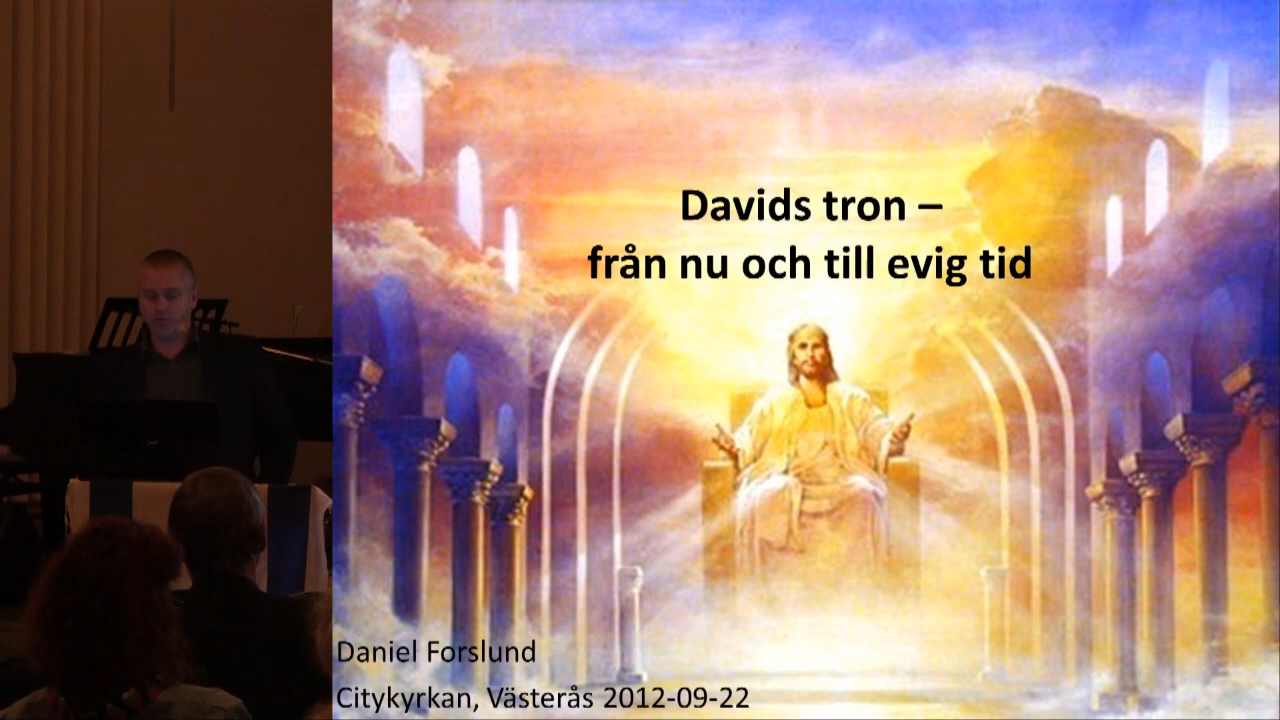 Davids tron –
från nu och till evig tid
Daniel Forslund
Citykyrkan, Västerås 2012-09-22